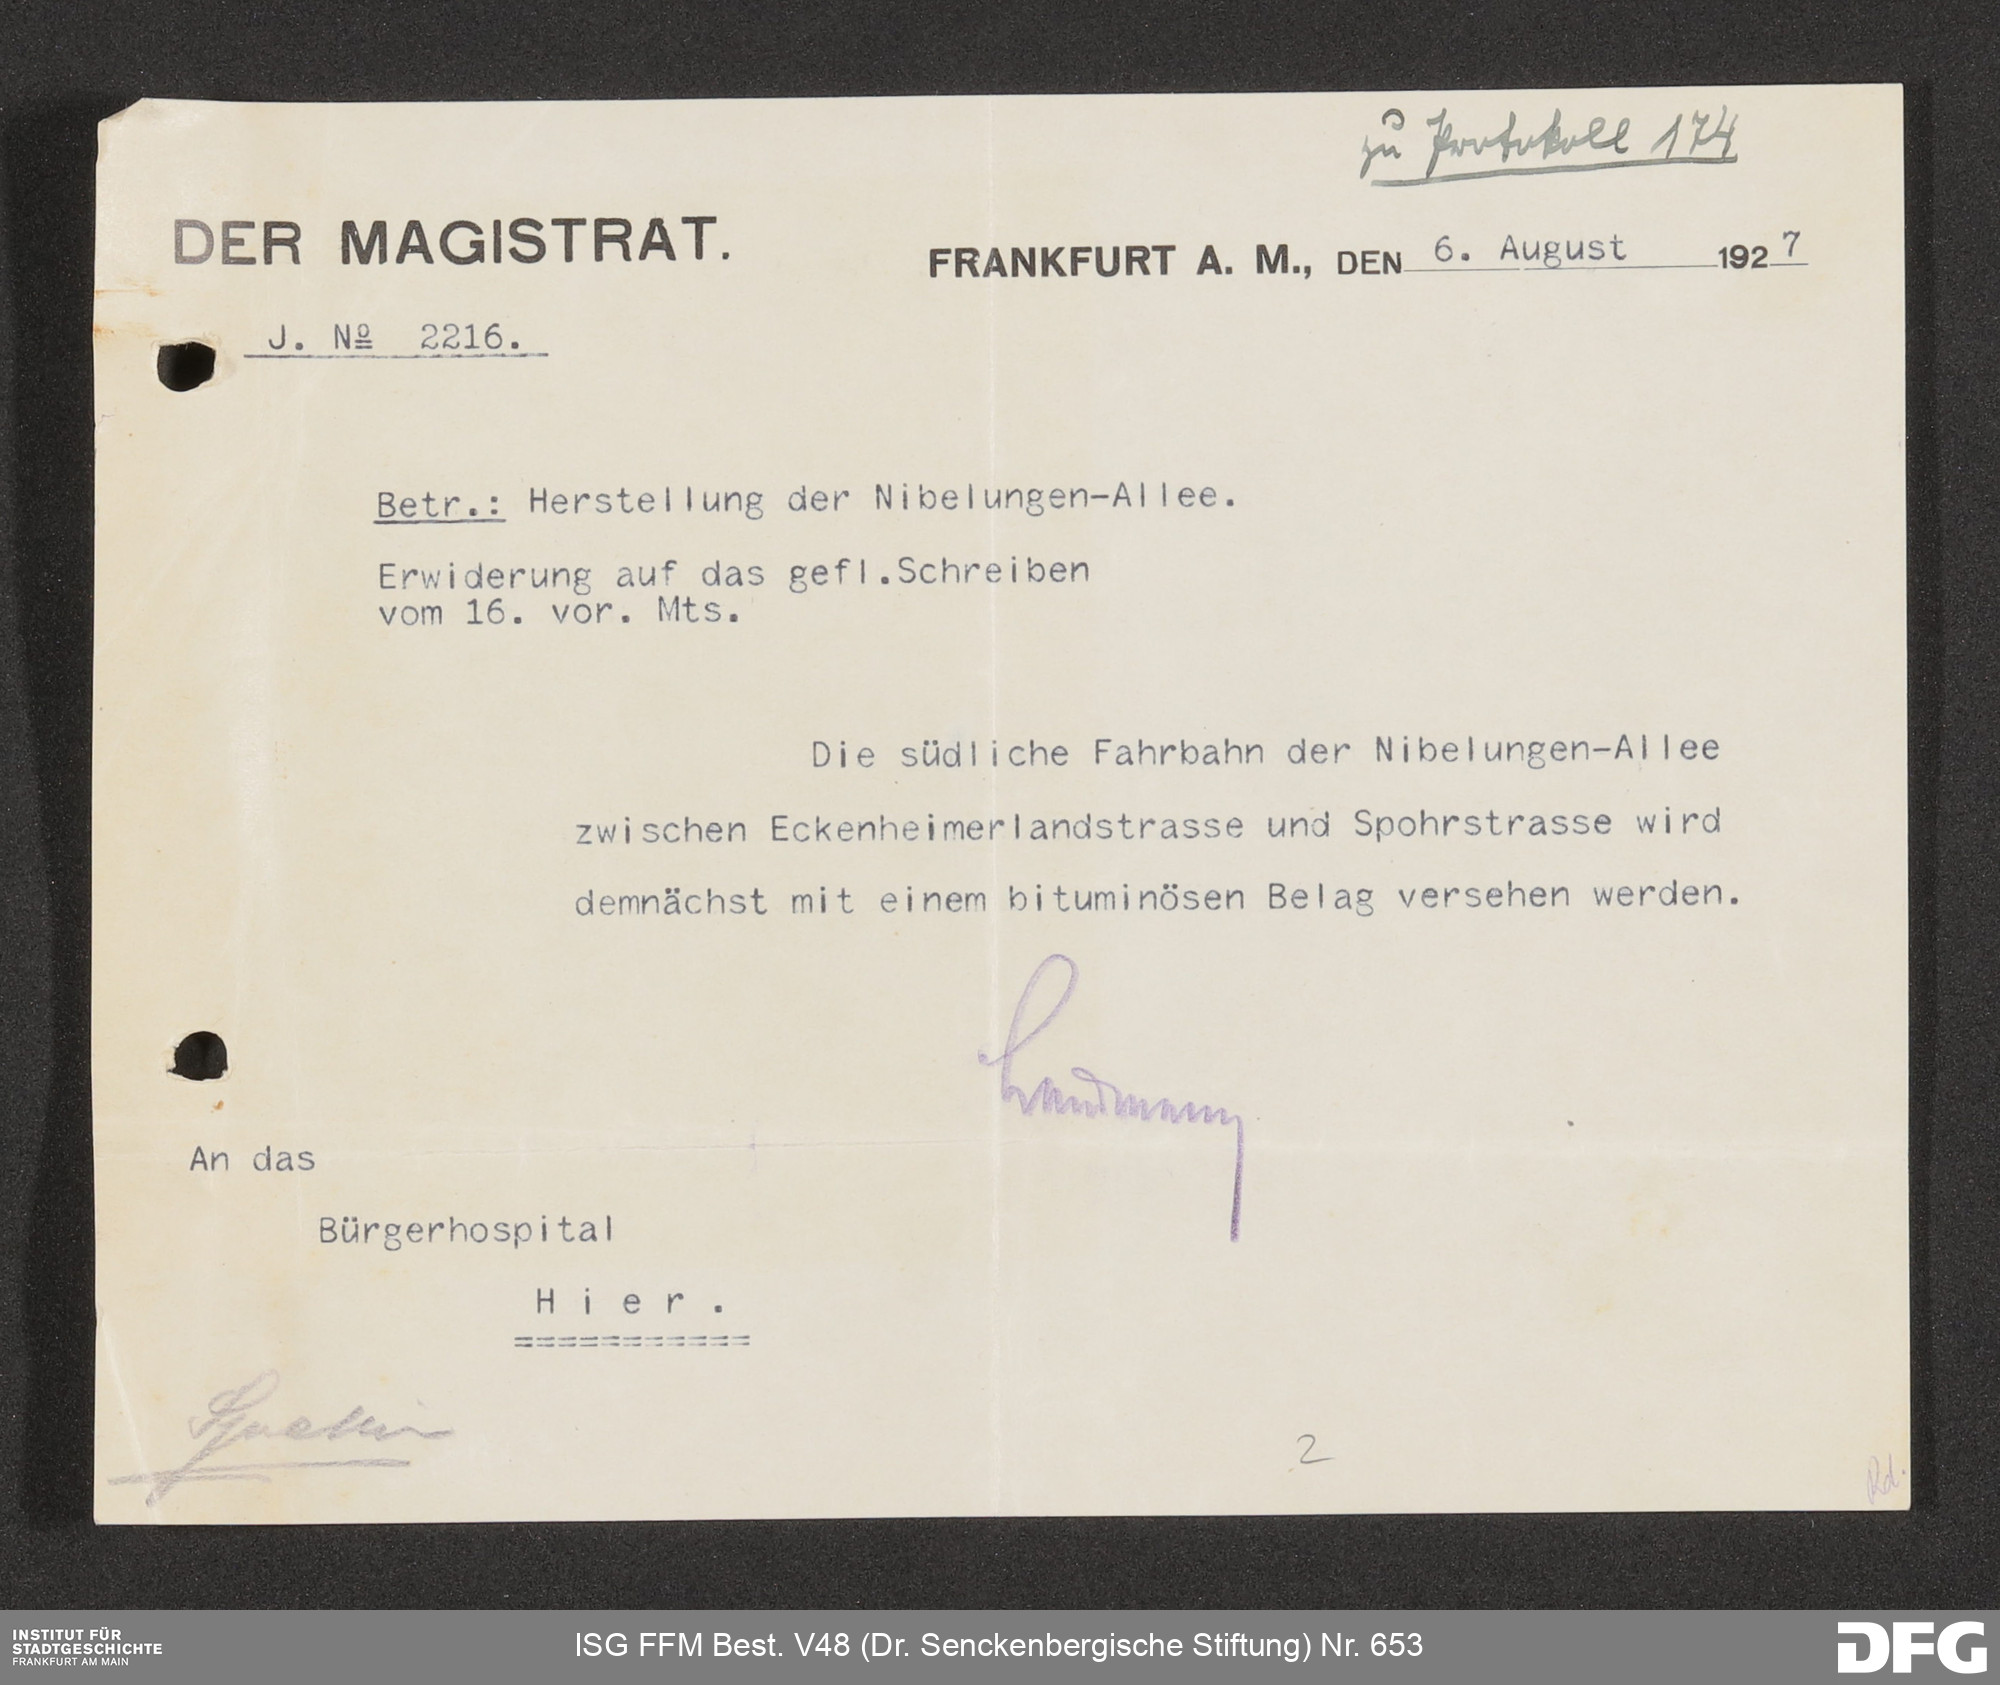 zu Protokoll 174
DER MAGISTRAT.
FRANKFURT A. M., DEN 6. August 1927
J. Nº 2216.
Betr.: Herstellung der Nibelungen-Allee.
Erwiderung auf das gefl.Schreiben
vom 16. vor. Mts.
Die südliche Fahrbahn der Nibelungen-Allee
zwischen Eckenheimerlandstrasse und Spohrstrasse wird
demnächst mit einem bituminösen Belag versehen werden.
Landmann
An das
Bürgerhospital
Hier.
===========
2
Rd.
INSTITUT FÜR
STADTGESCHICHTE
FRANKFURT AM MAIN
ISG FFM Best. V48 (Dr. Senckenbergische Stiftung) Nr. 653
DFG